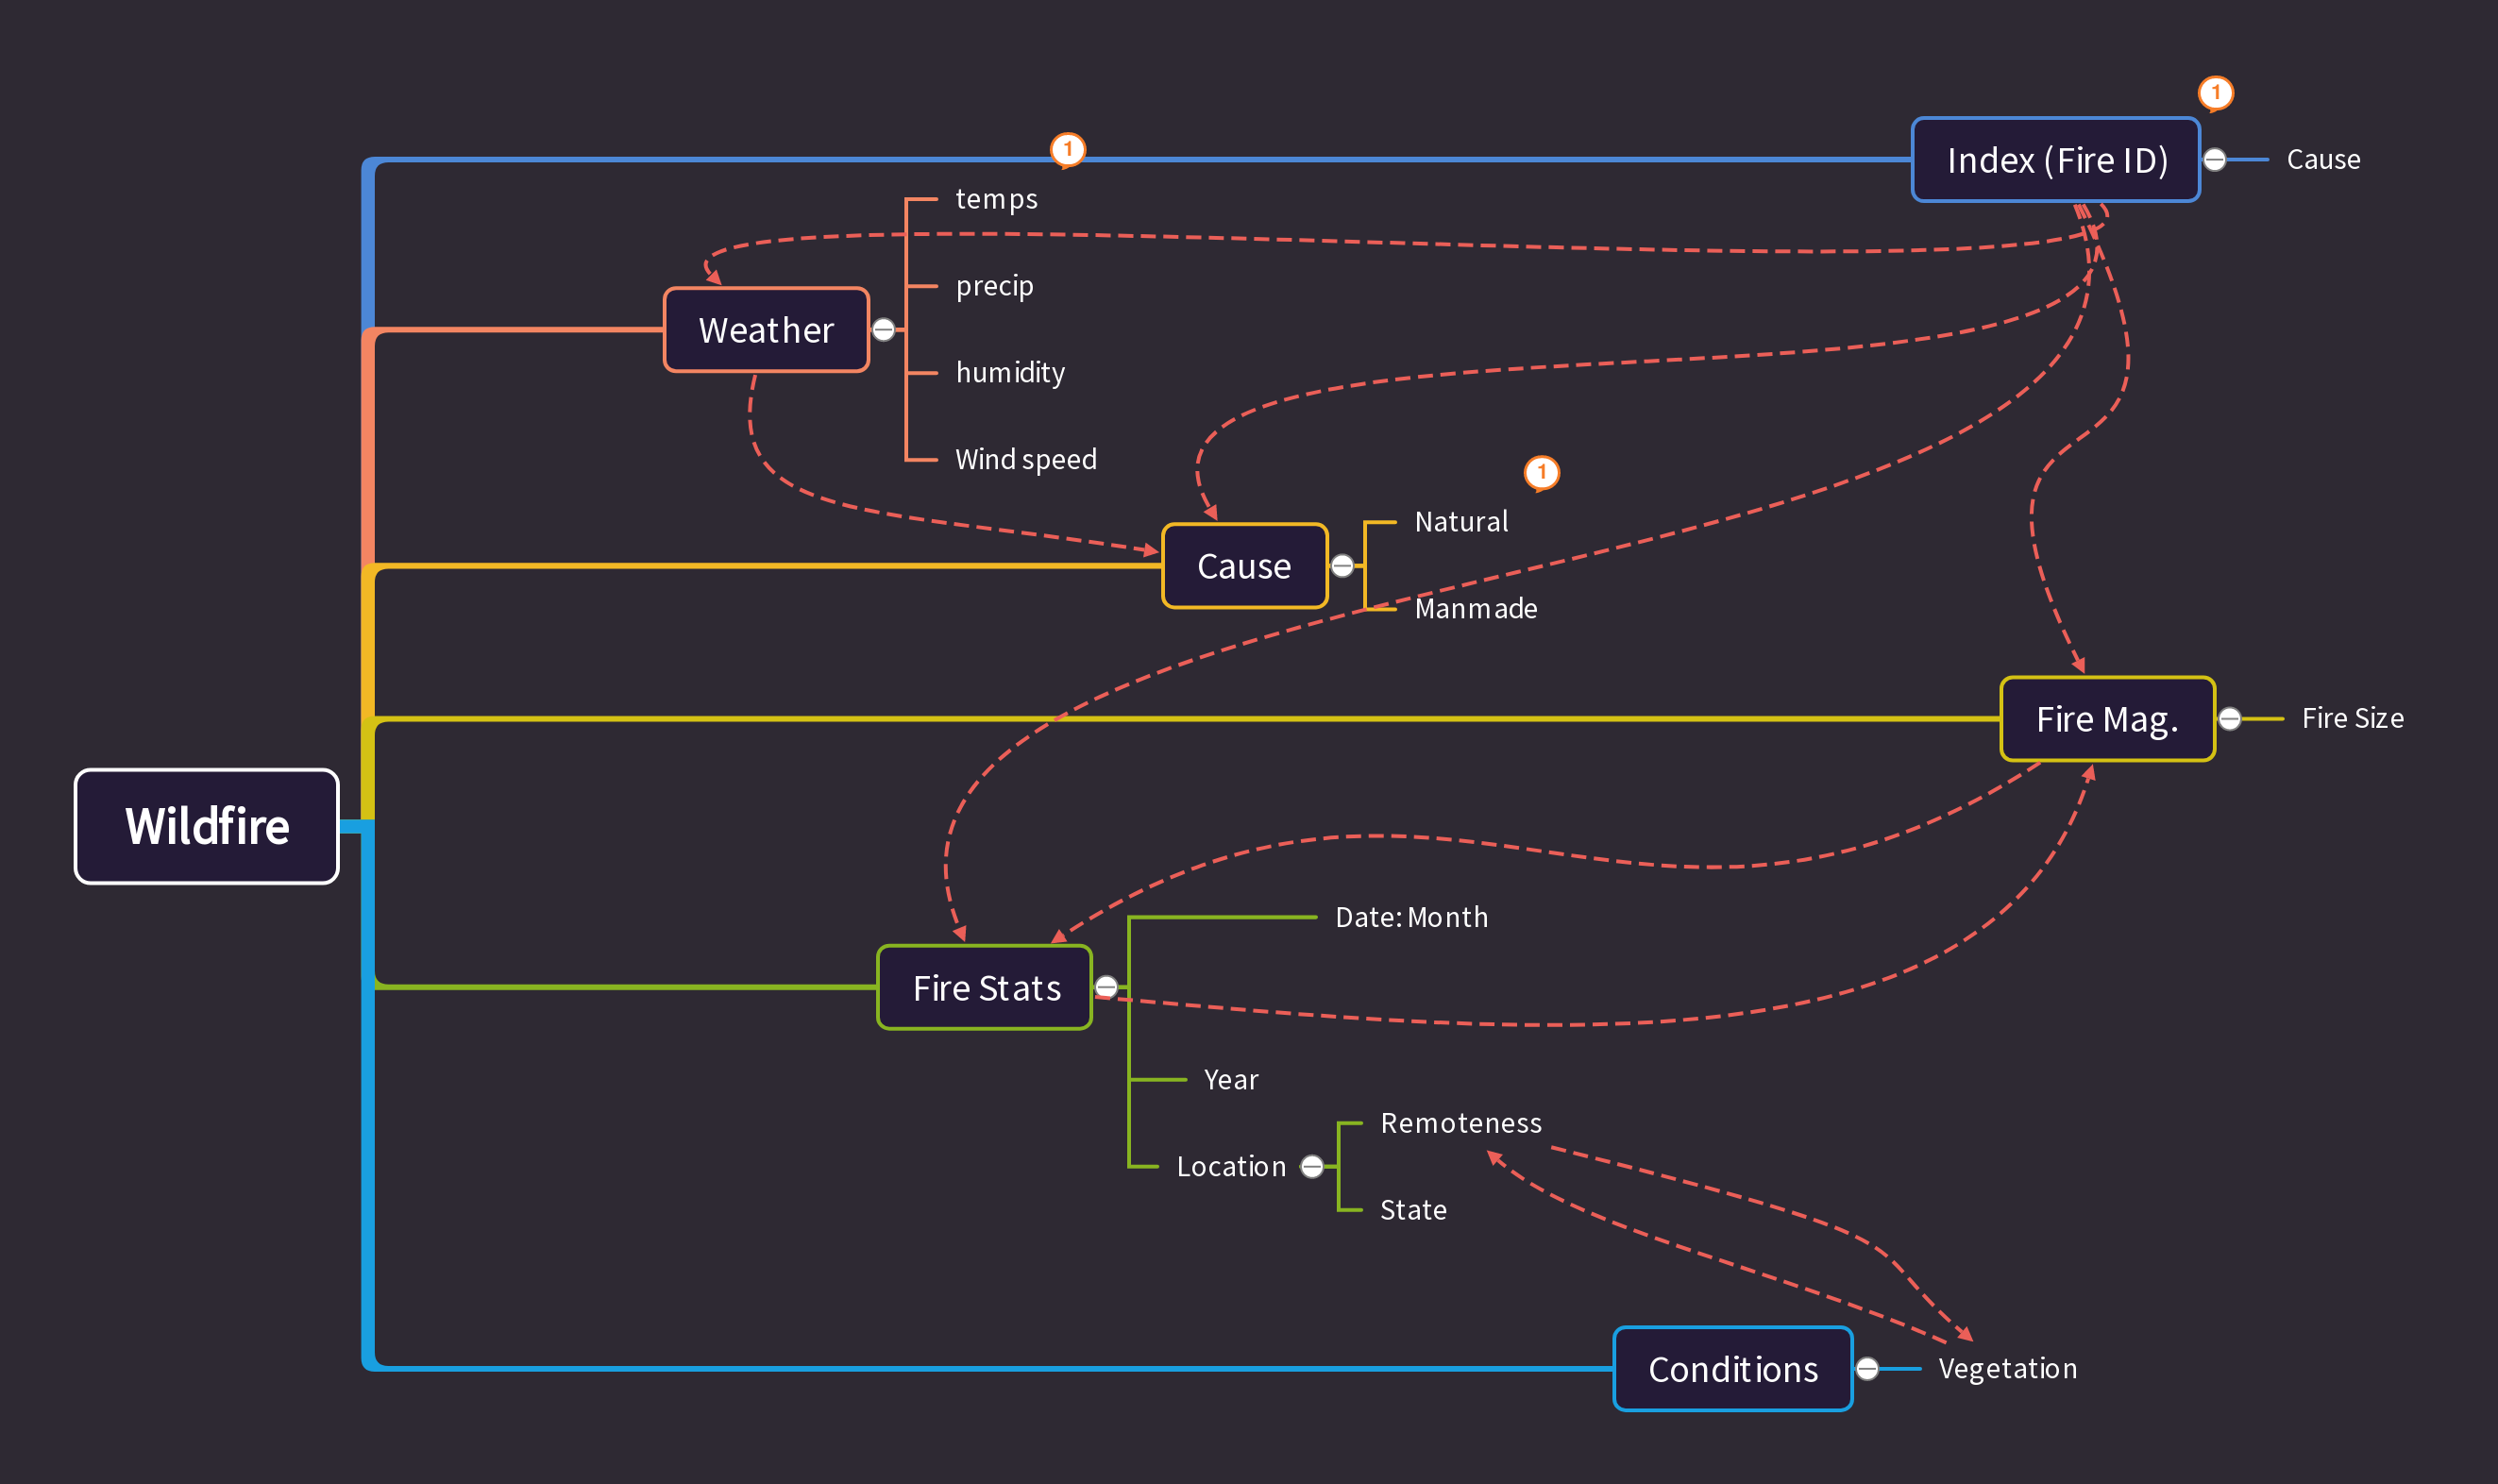 1
Index (Fire ID)
Cause
1
temps
precip
Weather
humidity
Wind speed
1
Natural
Cause
Manmade
Fire Mag.
Fire Size
Wildfire
Date: Month
Fire Stats
Year
Remoteness
Location
State
Conditions
Vegetation